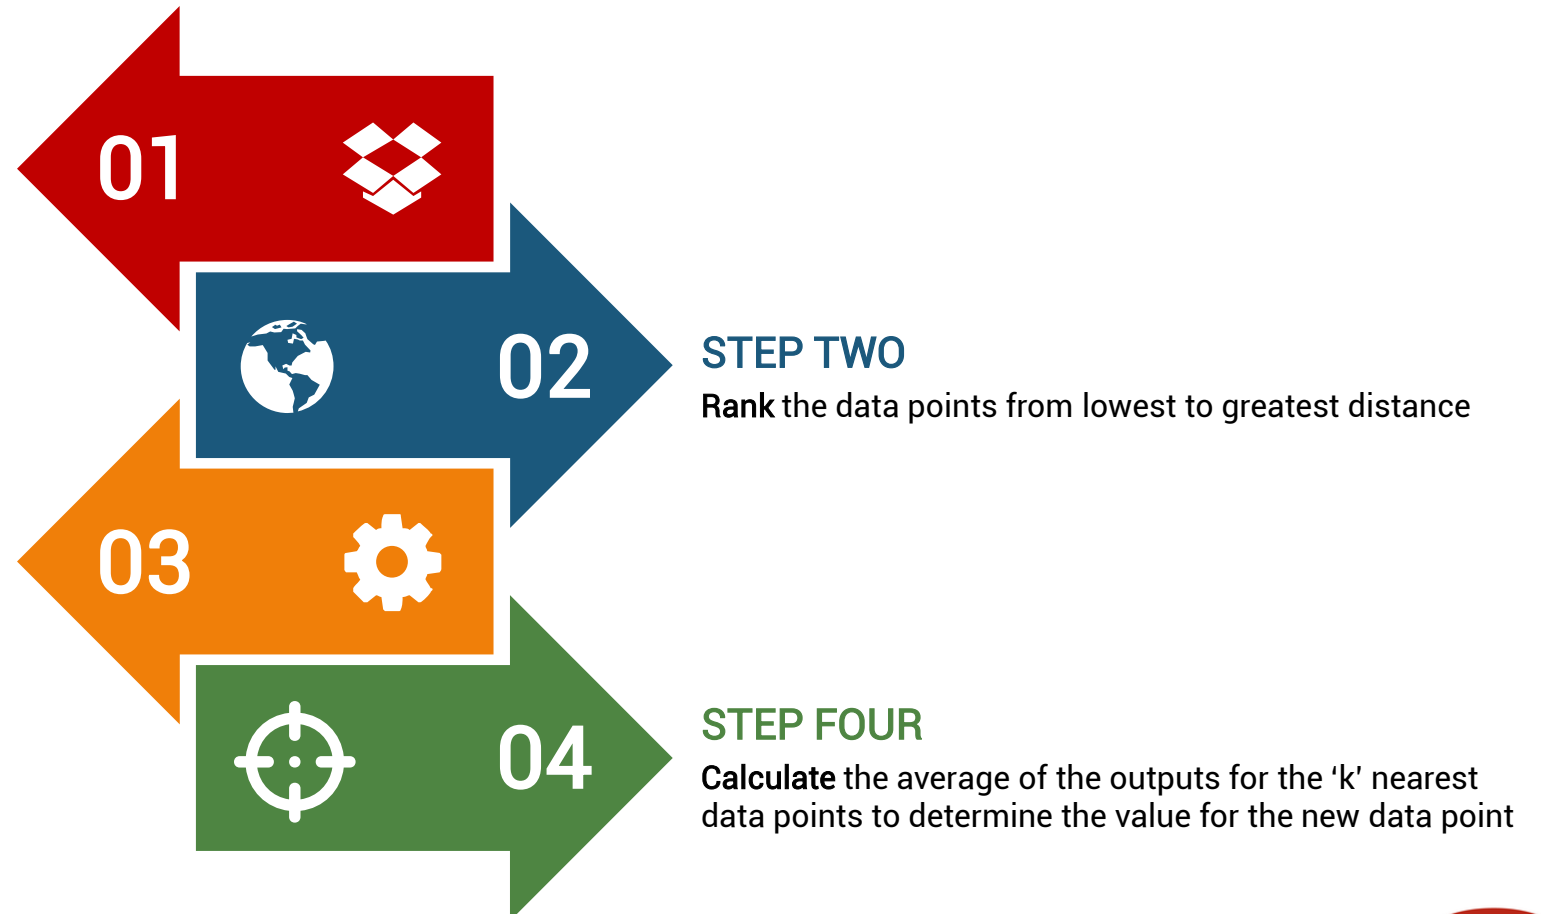 01
02
STEP TWO
Rank the data points from lowest to greatest distance
03
04
STEP FOUR
Calculate the average of the outputs for the ‘k’ nearest
data points to determine the value for the new data point